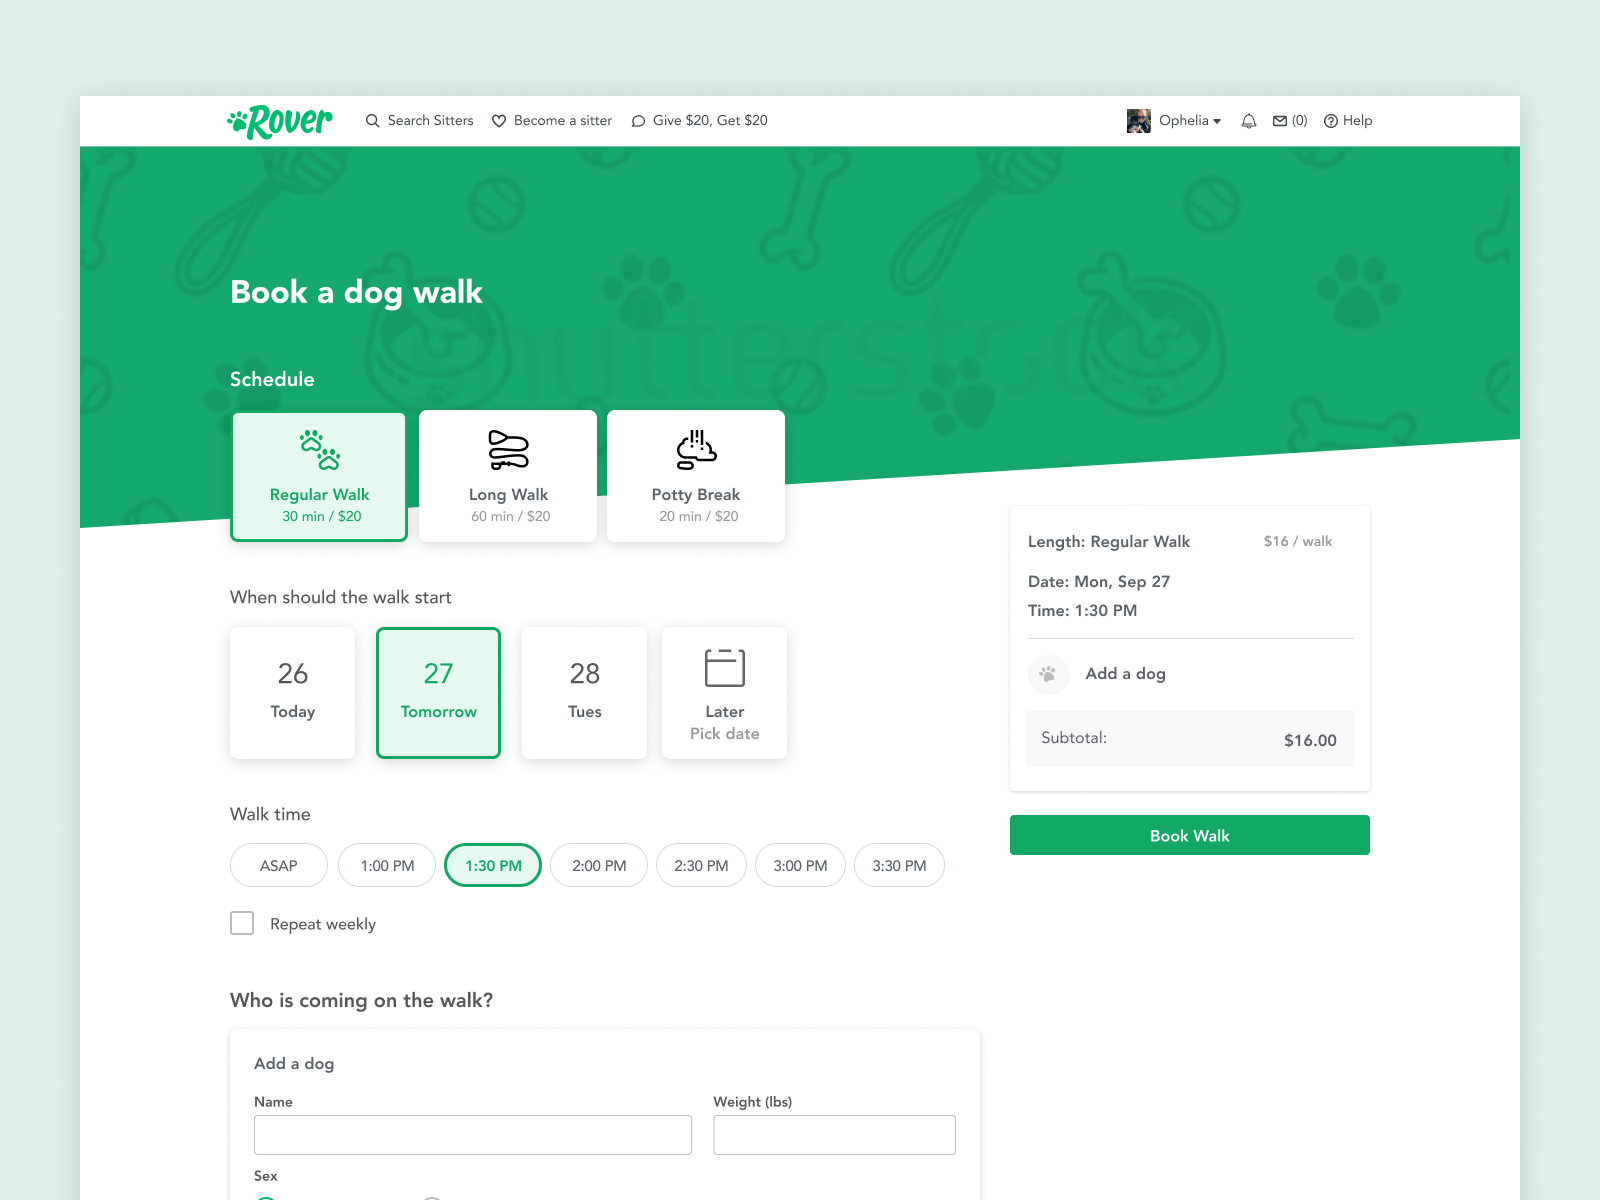 Rover
Search Sitters
Become a sitter
Give $20, Get $20
Ophelia
(0)
Help
Book a dog walk
Schedule
Regular Walk
30 min / $20
Long Walk
60 min / $20
Potty Break
20 min / $20
When should the walk start
26
Today
27
Tomorrow
28
Tues
Later
Pick date
Walk time
ASAP
1:00 PM
1:30 PM
2:00 PM
2:30 PM
3:00 PM
3:30 PM
Repeat weekly
Who is coming on the walk?
Add a dog
Name
Weight (lbs)
Sex
Length: Regular Walk
$16 / walk
Date: Mon, Sep 27
Time: 1:30 PM
Add a dog
Subtotal:
$16.00
Book Walk